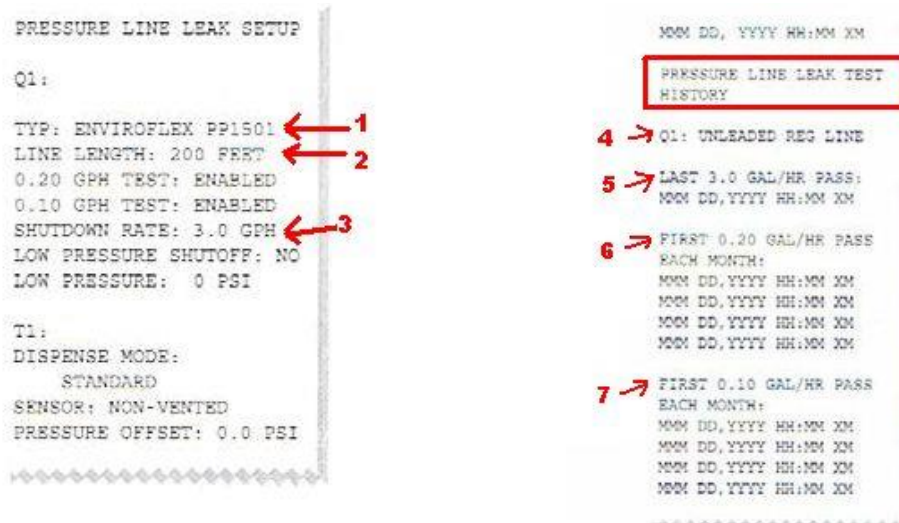 PRESSURE LINE LEAK SETUP
Q1:
TYP: ENVIROFLEX PP1501
1
LINE LENGTH: 200 FEET
2
0.20 GPH TEST: ENABLED
0.10 GPH TEST: ENABLED
SHUTDOWN RATE: 3.0 GPH
3
LOW PRESSURE SHUTOFF: NO
LOW PRESSURE: 0 PSI
T1:
DISPENSE MODE:
STANDARD
SENSOR: NON-VENTED
PRESSURE OFFSET: 0.0 PSI
MMM DD, YYYY HH:MM XM
PRESSURE LINE LEAK TEST
HISTORY
4
Q1: UNLEADED REG LINE
5
LAST 3.0 GAL/HR PASS:
MMM DD,YYYY HH:MM XM
6
FIRST 0.20 GAL/HR PASS
EACH MONTH:
MMM DD,YYYY HH:MM XM
MMM DD,YYYY HH:MM XM
MMM DD,YYYY HH:MM XM
MMM DD,YYYY HH:MM XM
7
FIRST 0.10 GAL/HR PASS
EACH MONTH:
MMM DD,YYYY HH:MM XM
MMM DD,YYYY HH:MM XM
MMM DD,YYYY HH:MM XM
MMM DD,YYYY HH:MM XM